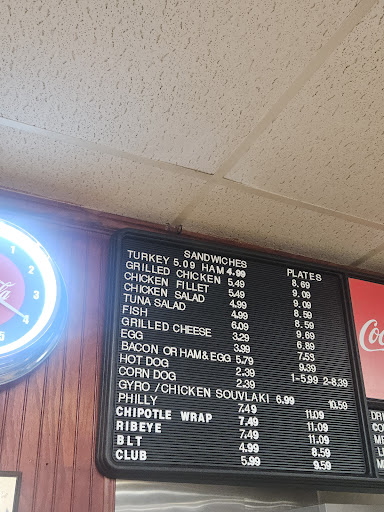 SANDWICHES PLATES
TURKEY 5.09 HAM 4.99 8.69
GRILLED CHICKEN 5.49 9.09
CHICKEN FILLET 5.49 9.09
CHICKEN SALAD 4.99 8.59
TUNA SALAD 4.99 8.59
FISH 6.09 9.69
GRILLED CHEESE 3.29 6.89
EGG 3.99 7.53
BACON OR HAM & EGG 5.79 9.39
HOT DOG 2.39 1-5.99 2-8.39
CORN DOG 2.39
GYRO / CHICKEN SOUVLAKI 6.99 10.59
PHILLY 7.49 11.09
CHIPOTLE WRAP 7.49 11.09
RIBEYE 7.49 11.09
BLT 4.99 8.59
CLUB 5.99 9.59
1
2
3
4
5